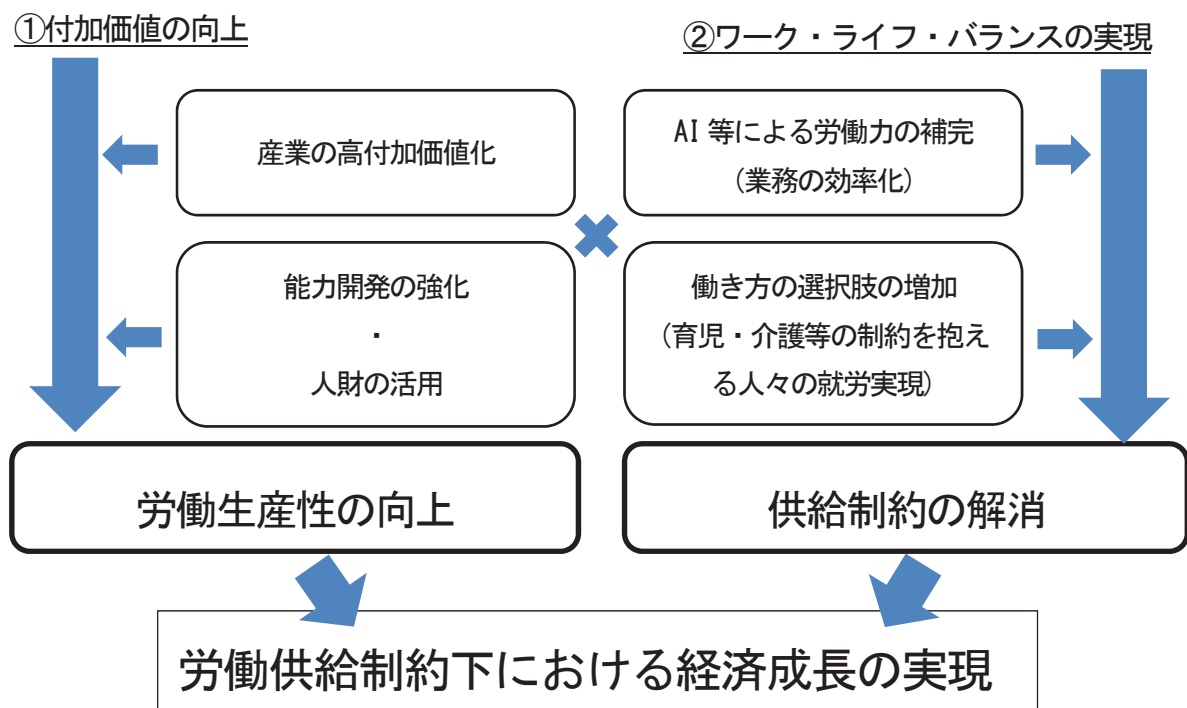 ①付加価値の向上
②ワーク・ライフ・バランスの実現
産業の高付加価値化
AI 等による労働力の補完
(業務の効率化)
能力開発の強化
・
人財の活用
働き方の選択肢の増加
(育児・介護等の制約を抱え
る人々の就労実現)
労働生産性の向上
供給制約の解消
労働供給制約下における経済成長の実現